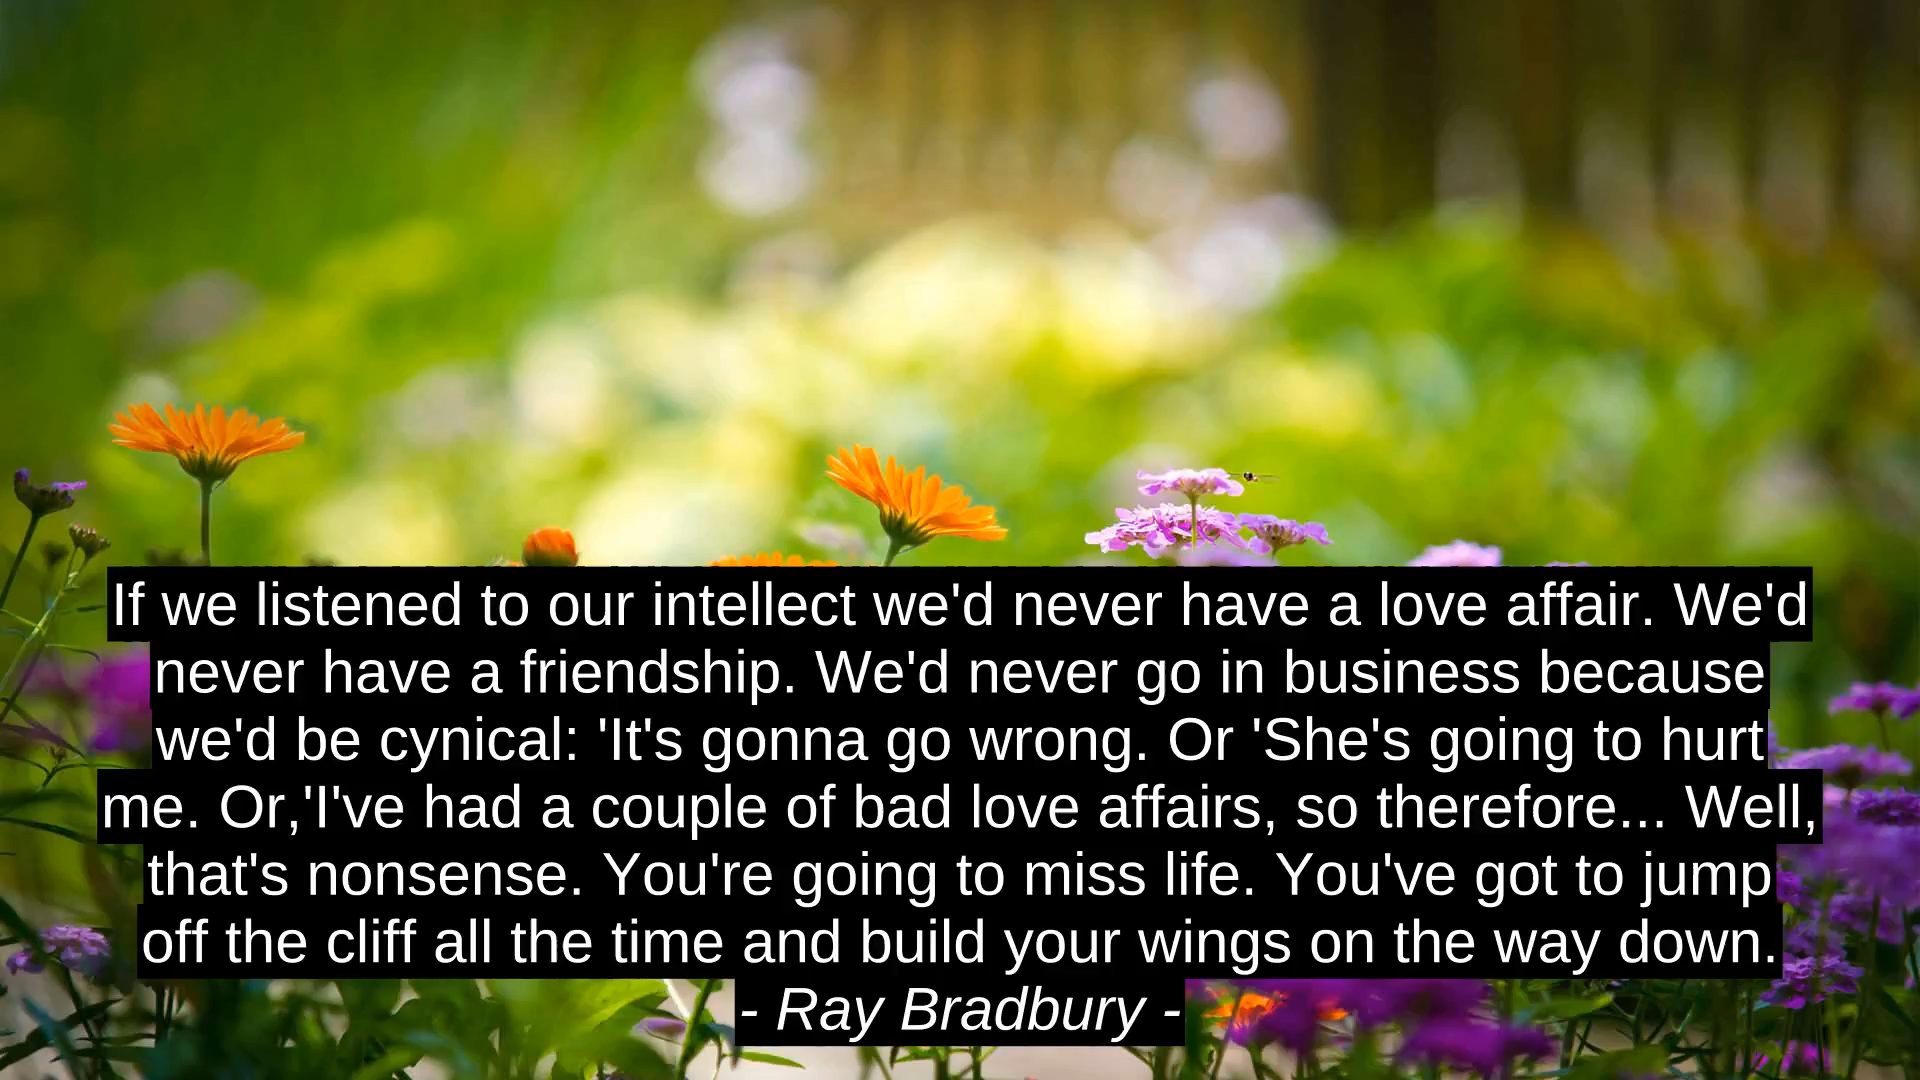 If we listened to our intellect we'd never have a love affair. We'd
never have a friendship. We'd never go in business because
we'd be cynical: 'It's gonna go wrong. Or 'She's going to hurt
me. Or,'I've had a couple of bad love affairs, so therefore... Well,
that's nonsense. You're going to miss life. You've got to jump
off the cliff all the time and build your wings on the way down.
- Ray Bradbury -